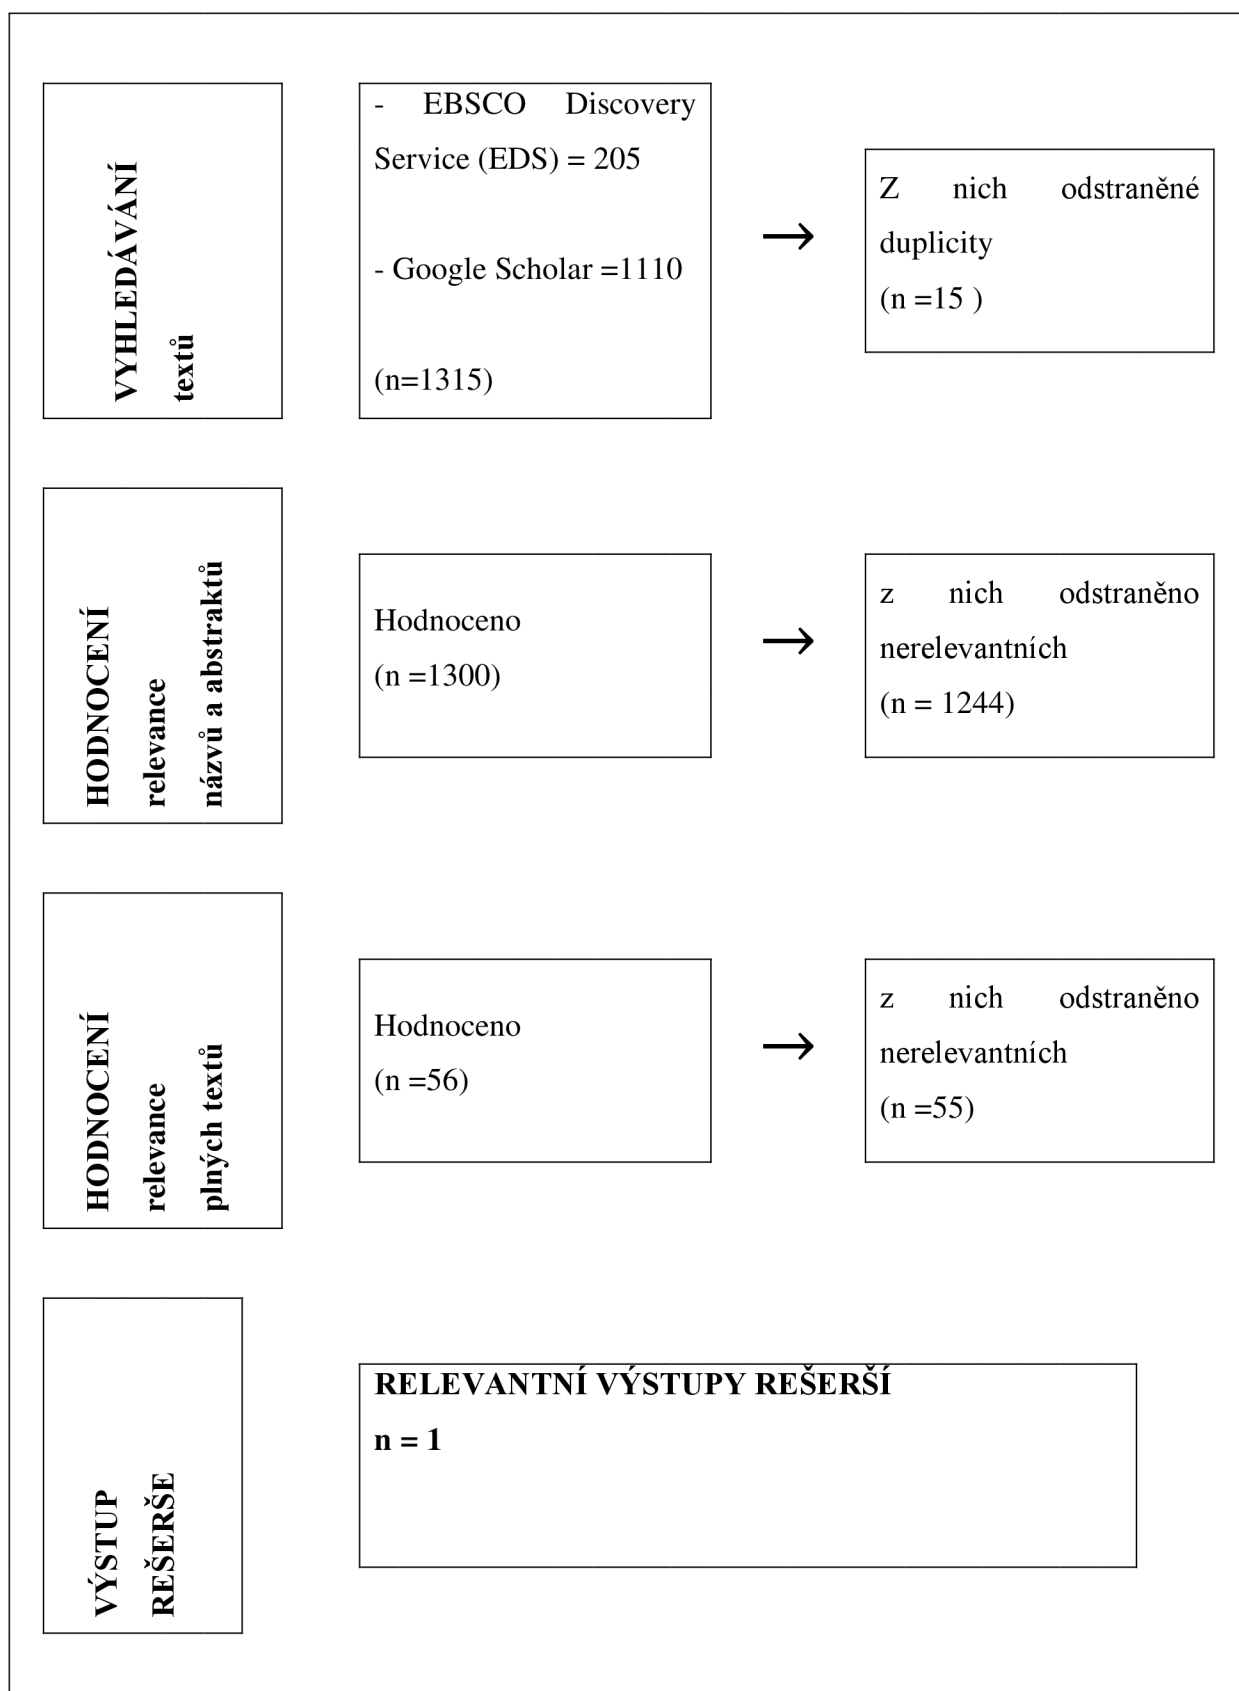 VYHLEDÁVÁNÍ
textů
- EBSCO Discovery
Service (EDS) = 205
- Google Scholar =1110
(n=1315)
→
Z nich odstraněné
duplicity
(n =15 )
HODNOCENÍ
relevance
názvů a abstraktů
Hodnoceno
(n =1300)
→
z nich odstraněno
nerelevantních
(n = 1244)
HODNOCENÍ
relevance
plných textů
Hodnoceno
(n =56)
→
z nich odstraněno
nerelevantních
(n =55)
VÝSTUP
REŠERŠE
RELEVANTNÍ VÝSTUPY REŠERŠÍ
n = 1